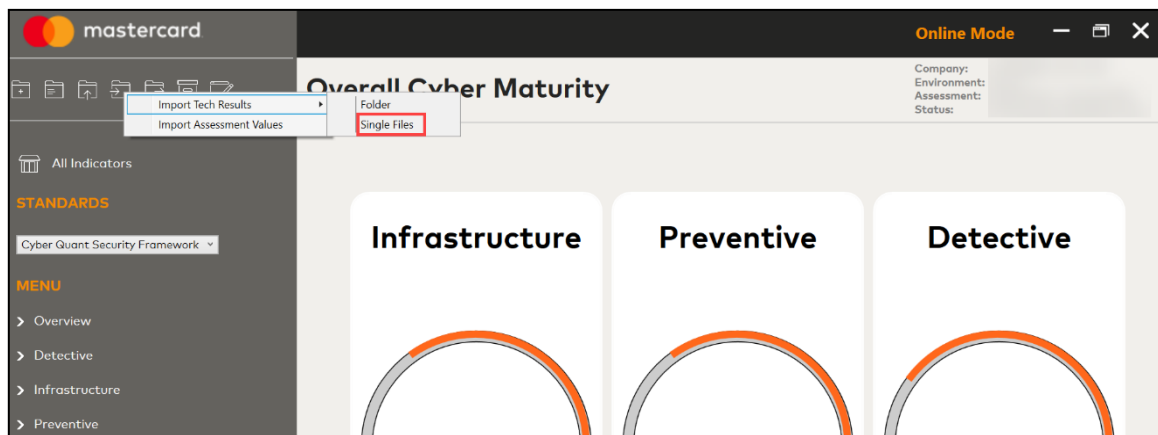 mastercard
Online Mode
Overall Cyber Maturity
Company:
Environment:
Assessment:
Status:
Import Tech Results
Folder
Import Assessment Values
Single Files
All Indicators
STANDARDS
Cyber Quant Security Framework
MENU
Overview
Detective
Infrastructure
Preventive
Infrastructure
Preventive
Detective